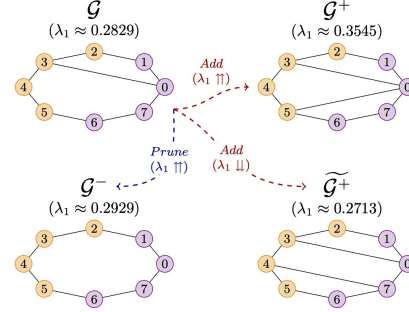 𝒢
(λ₁ ≈ 0.2829)
2
3
1
4
0
5
7
6
Add
(λ₁ ⇈)
𝒢⁺
(λ₁ ≈ 0.3545)
2
3
1
4
0
5
7
6
Prune
(λ₁ ⇈)
Add
(λ₁ ⇊)
𝒢⁻
(λ₁ ≈ 0.2929)
2
3
1
4
0
5
7
6
𝒢⁺̃
(λ₁ ≈ 0.2713)
2
3
1
4
0
5
7
6